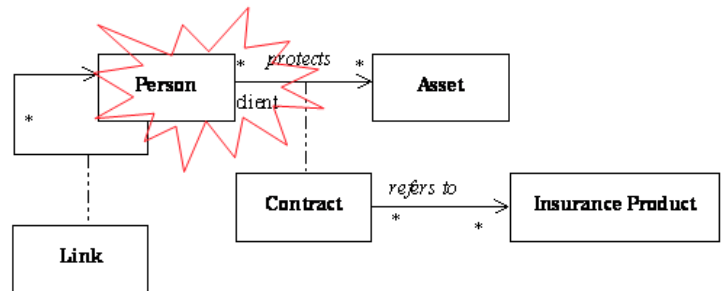 * protects *
Person
Asset
client
*
refers to
Contract
Insurance Product
* *
Link